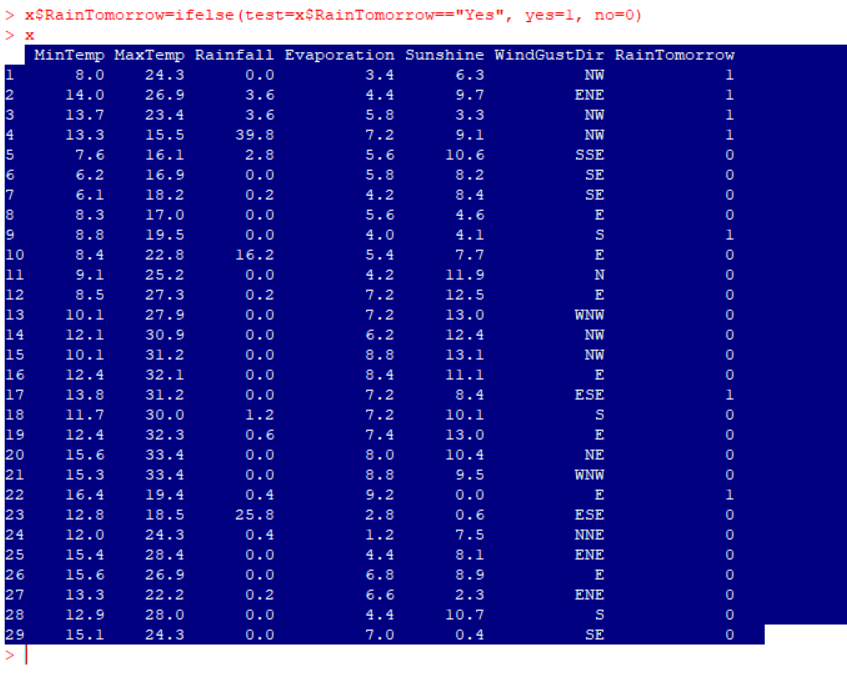 > x$RainTomorrow=ifelse(test=x$RainTomorrow=="Yes", yes=1, no=0)
> x
   MinTemp MaxTemp Rainfall Evaporation Sunshine WindGustDir RainTomorrow
1      8.0    24.3      0.0         3.4      6.3          NW            1
2     14.0    26.9      3.6         4.4      9.7         ENE            1
3     13.7    23.4      3.6         5.8      3.3          NW            1
4     13.3    15.5     39.8         7.2      9.1          NW            1
5      7.6    16.1      2.8         5.6     10.6         SSE            0
6      6.2    16.9      0.0         5.8      8.2          SE            0
7      6.1    18.2      0.2         4.2      8.4          SE            0
8      8.3    17.0      0.0         5.6      4.6           E            0
9      8.8    19.5      0.0         4.0      4.1           S            1
10     8.4    22.8     16.2         5.4      7.7           E            0
11     9.1    25.2      0.0         4.2     11.9           N            0
12     8.5    27.3      0.2         7.2     12.5           E            0
13    10.1    27.9      0.0         7.2     13.0         WNW            0
14    12.1    30.9      0.0         6.2     12.4          NW            0
15    10.1    31.2      0.0         8.8     13.1          NW            0
16    12.4    32.1      0.0         8.4     11.1           E            0
17    13.8    31.2      0.0         7.2      8.4         ESE            1
18    11.7    30.0      1.2         7.2     10.1           S            0
19    12.4    32.3      0.6         7.4     13.0           E            0
20    15.6    33.4      0.0         8.0     10.4          NE            0
21    15.3    33.4      0.0         8.8      9.5         WNW            0
22    16.4    19.4      0.4         9.2      0.0           E            1
23    12.8    18.5     25.8         2.8      0.6         ESE            0
24    12.0    24.3      0.4         1.2      7.5         NNE            0
25    15.4    28.4      0.0         4.4      8.1         ENE            0
26    15.6    26.9      0.0         6.8      8.9           E            0
27    13.3    22.2      0.2         6.6      2.3         ENE            0
28    12.9    28.0      0.0         4.4     10.7           S            0
29    15.1    24.3      0.0         7.0      0.4          SE            0
>